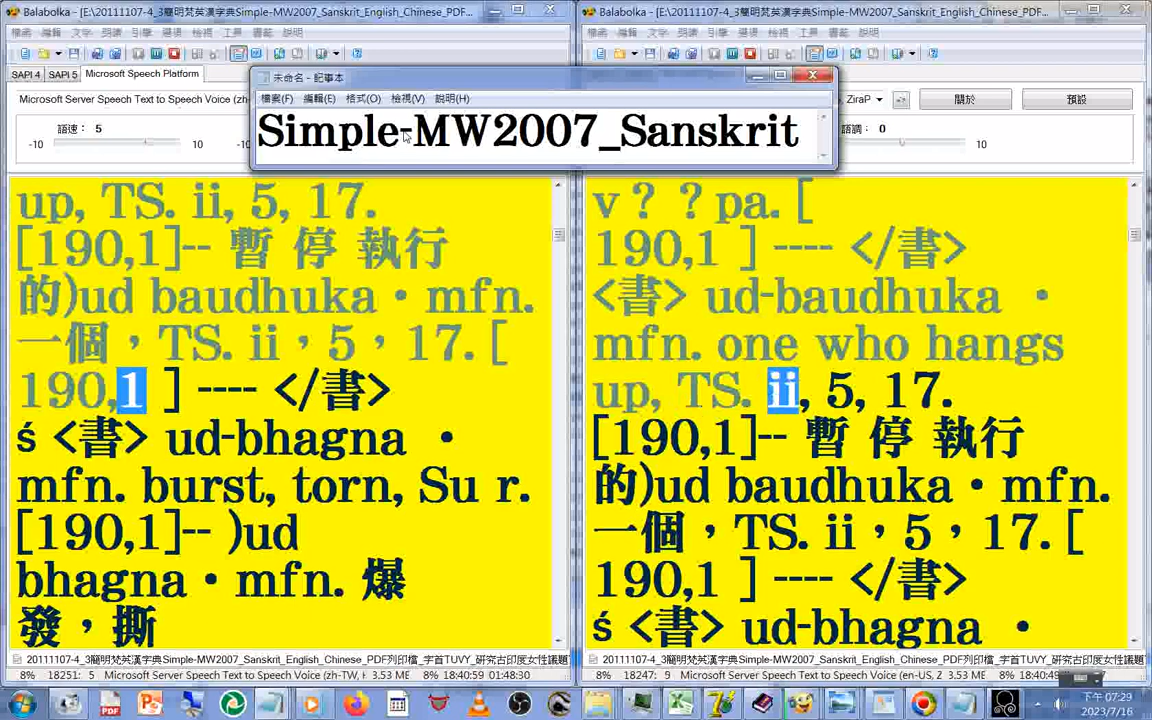 Balabolka - [E:\20111107-4_3簡明梵英漢字典Simple-MW2007_Sanskrit_English_Chinese_PDF...
Balabolka - [E:\20111107-4_3簡明梵英漢字典Simple-MW2007_Sanskrit_English_Chinese_PDF...
SAPI 4 SAPI 5 Microsoft Speech Platform
未命名 - 記事本
檔案(F) 編輯(E) 格式(O) 檢視(V) 說明(H)
Simple-MW2007_Sanskrit
Microsoft Server Speech Text to Speech Voice (zh-
ZiraP
關於
預設
語速： 5
-10
10
語調： 0
10
up, TS. ii, 5, 17.
[190,1]-- 暫 停 執行
的)ud baudhuka•mfn.
一個，TS. ii，5，17. [
190,1 ] ---- </書>
ś <書> ud-bhagna •
mfn. burst, torn, Su r.
[190,1]-- )ud
bhagna•mfn. 爆
發，撕
v？？pa. [
190,1 ] ---- </書>
<書> ud-baudhuka •
mfn. one who hangs
up, TS. ii, 5, 17.
[190,1]-- 暫 停 執行
的)ud baudhuka•mfn.
一個，TS. ii，5，17. [
190,1 ] ---- </書>
ś <書> ud-bhagna •
20111107-4_3簡明梵英漢字典Simple-MW2007_Sanskrit_English_Chinese_PDF列印檔_字首TUVY_研究古印度女性議題
20111107-4_3簡明梵英漢字典Simple-MW2007_Sanskrit_English_Chinese_PDF列印檔_字首TUVY_研究古印度女性議題
8% 18251: 5 Microsoft Server Speech Text to Speech Voice (zh-TW, H 3.53 ME 01:48:30
8% 18247: 9 Microsoft Server Speech Text to Speech Voice (en-US, Z 3.53 ME 18:40:49
下午 07:29
2023/7/16